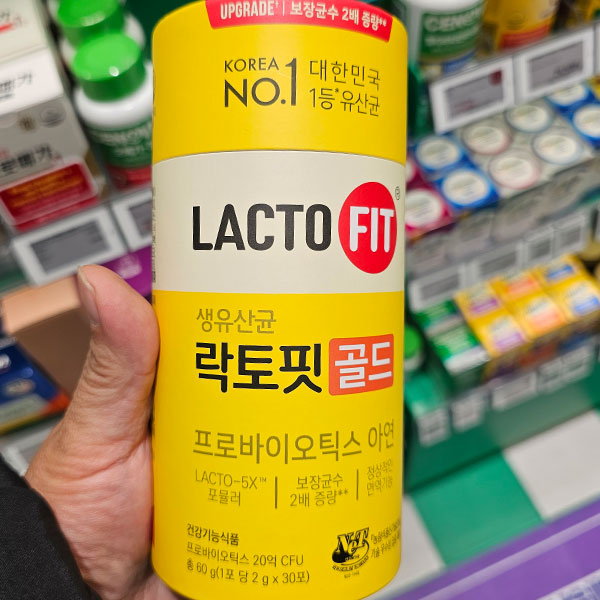 UPGRADE↑ 보장균수 2배 증량**
KOREA 대한민국
NO.1 1등*유산균
LACTO FIT
생유산균
락토핏 골드
프로바이오틱스 아연
LACTO-5X™ 보장균수 정상적인
포뮬러 2배 증량** 면역기능
건강기능식품
프로바이오틱스 20억 CFU
총 60 g(1포 당 2 g x 30포)